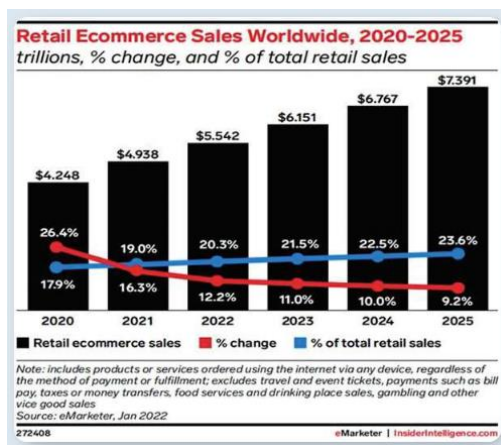 Retail Ecommerce Sales Worldwide, 2020-2025
trillions, % change, and % of total retail sales
$7.391
$6.767
$6.151
$5.542
$4.938
$4.248
26.4%
19.0%
20.3%
21.5%
22.5%
23.6%
17.9%
16.3%
12.2%
11.0%
10.0%
9.2%
2020 2021 2022 2023 2024 2025
Retail ecommerce sales % change % of total retail sales
Note: includes products or services ordered using the internet via any device, regardless of
the method of payment or fulfillment; excludes travel and event tickets, payments such as bill
pay, taxes or money transfers, food services and drinking place sales, gambling and other
vice good sales
Source: eMarketer, Jan 2022
272408 eMarketer | InsiderIntelligence.com